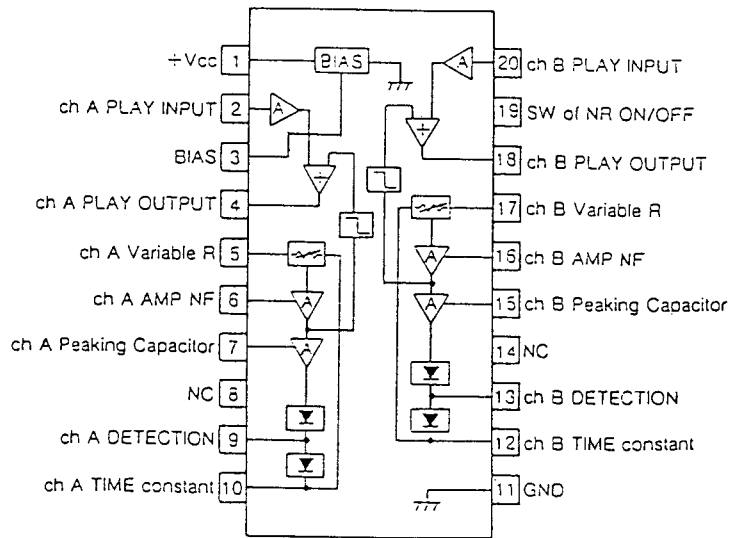 ÷Vcc 1 BIAS A 20 ch B PLAY INPUT
ch A PLAY INPUT 2 A 19 SW of NR ON/OFF
BIAS 3 ÷ 18 ch B PLAY OUTPUT
ch A PLAY OUTPUT 4 ÷ 17 ch B Variable R
ch A Variable R 5 A 16 ch B AMP NF
ch A AMP NF 6 A A 15 ch B Peaking Capacitor
ch A Peaking Capacitor 7 A 14 NC
NC 8 13 ch B DETECTION
ch A DETECTION 9 12 ch B TIME constant
ch A TIME constant 10 11 GND